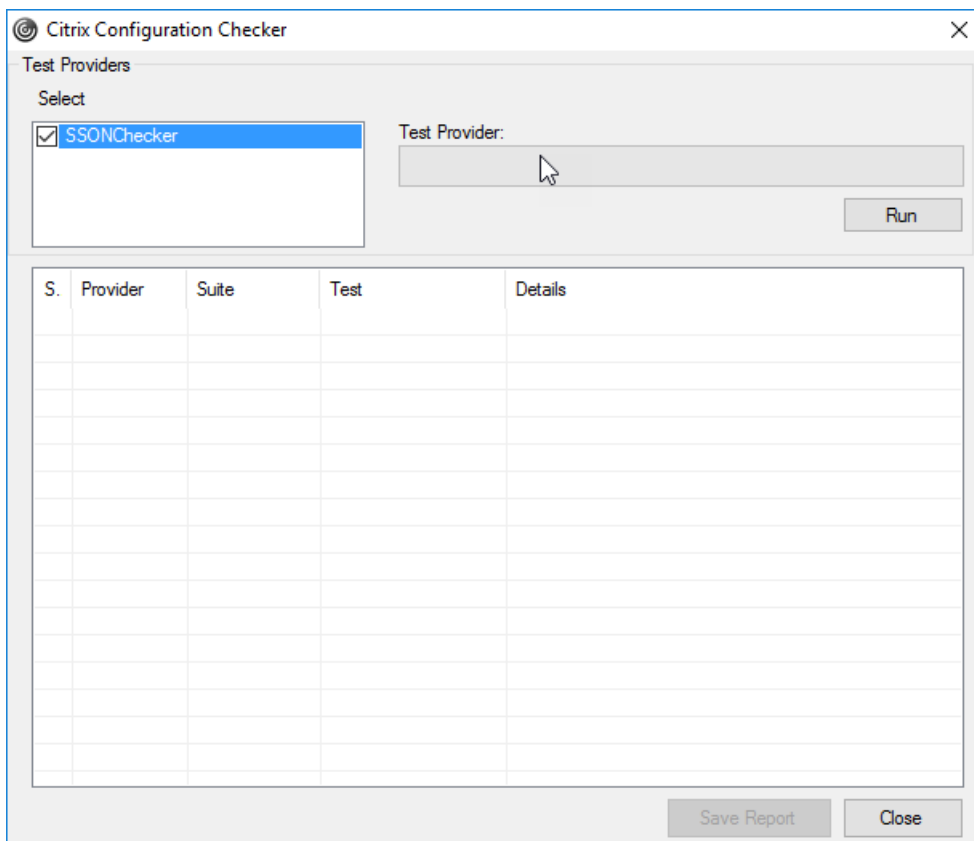 Citrix Configuration Checker
Test Providers
Select
SSONChecker
Test Provider:
Run
S. Provider Suite Test Details
Save Report Close